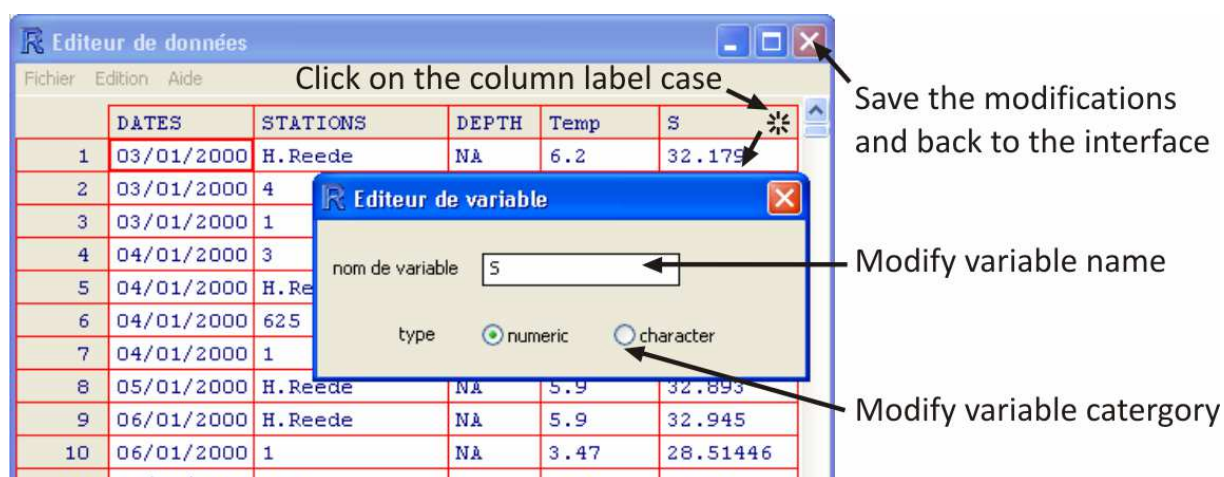 R Editeur de données
Fichier Edition Aide
Click on the column label case
Save the modifications
and back to the interface
DATES STATIONS DEPTH Temp S
1 03/01/2000 H.Reede NA 6.2 32.179
2 03/01/2000 4
3 03/01/2000 1
4 04/01/2000 3
5 04/01/2000 H.Re
6 04/01/2000 625
7 04/01/2000 1
8 05/01/2000 H.Reede NA 5.9 32.893
9 06/01/2000 H.Reede NA 5.9 32.945
10 06/01/2000 1 NA 3.47 28.51446
R Editeur de variable
nom de variable S
type numeric character
Modify variable name
Modify variable catergory